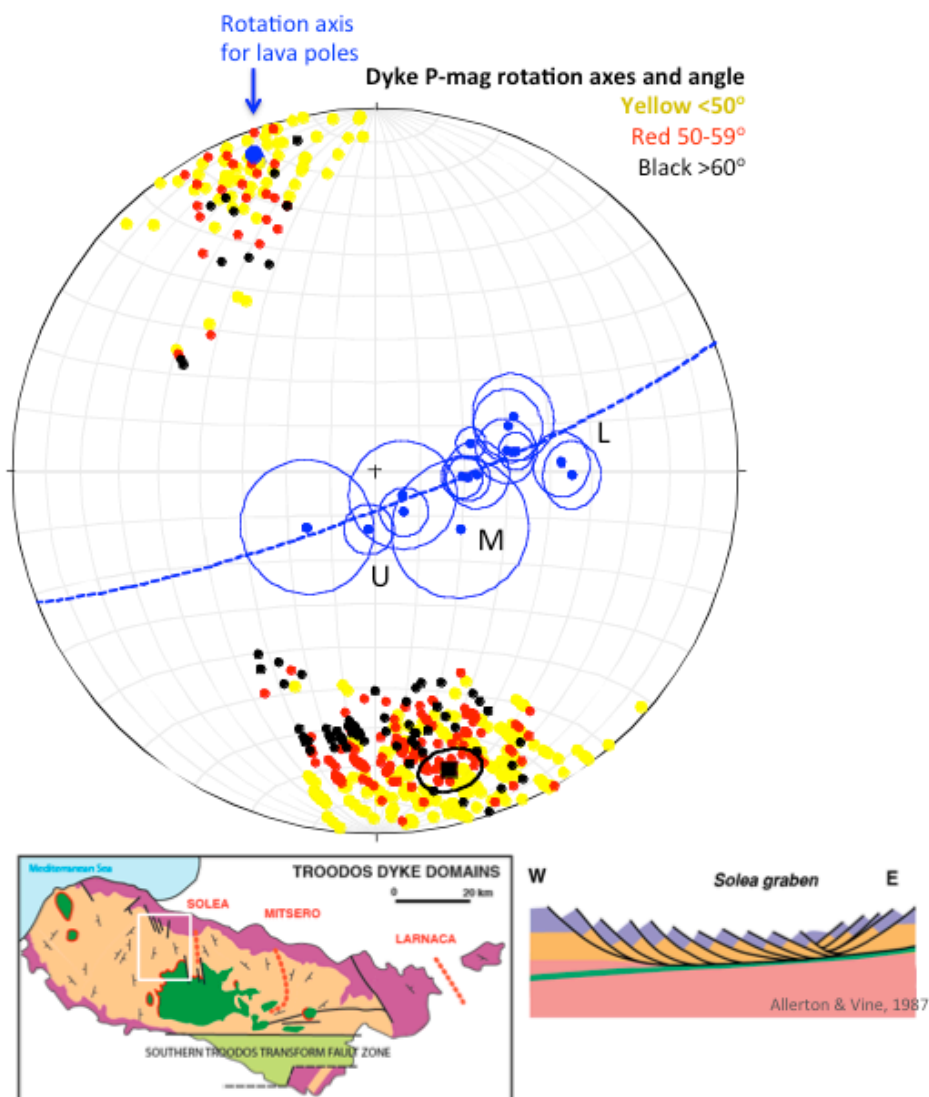 Rotation axis
for lava poles
Dyke P-mag rotation axes and angle
Yellow <50°
Red 50-59°
Black >60°
L
M
U
Mediterranean Sea
TROODOS DYKE DOMAINS
0 20 km
SOLEA
MITSERO
LARNACA
SOUTHERN TROODOS TRANSFORM FAULT ZONE
W Solea graben E
Allerton & Vine, 1987